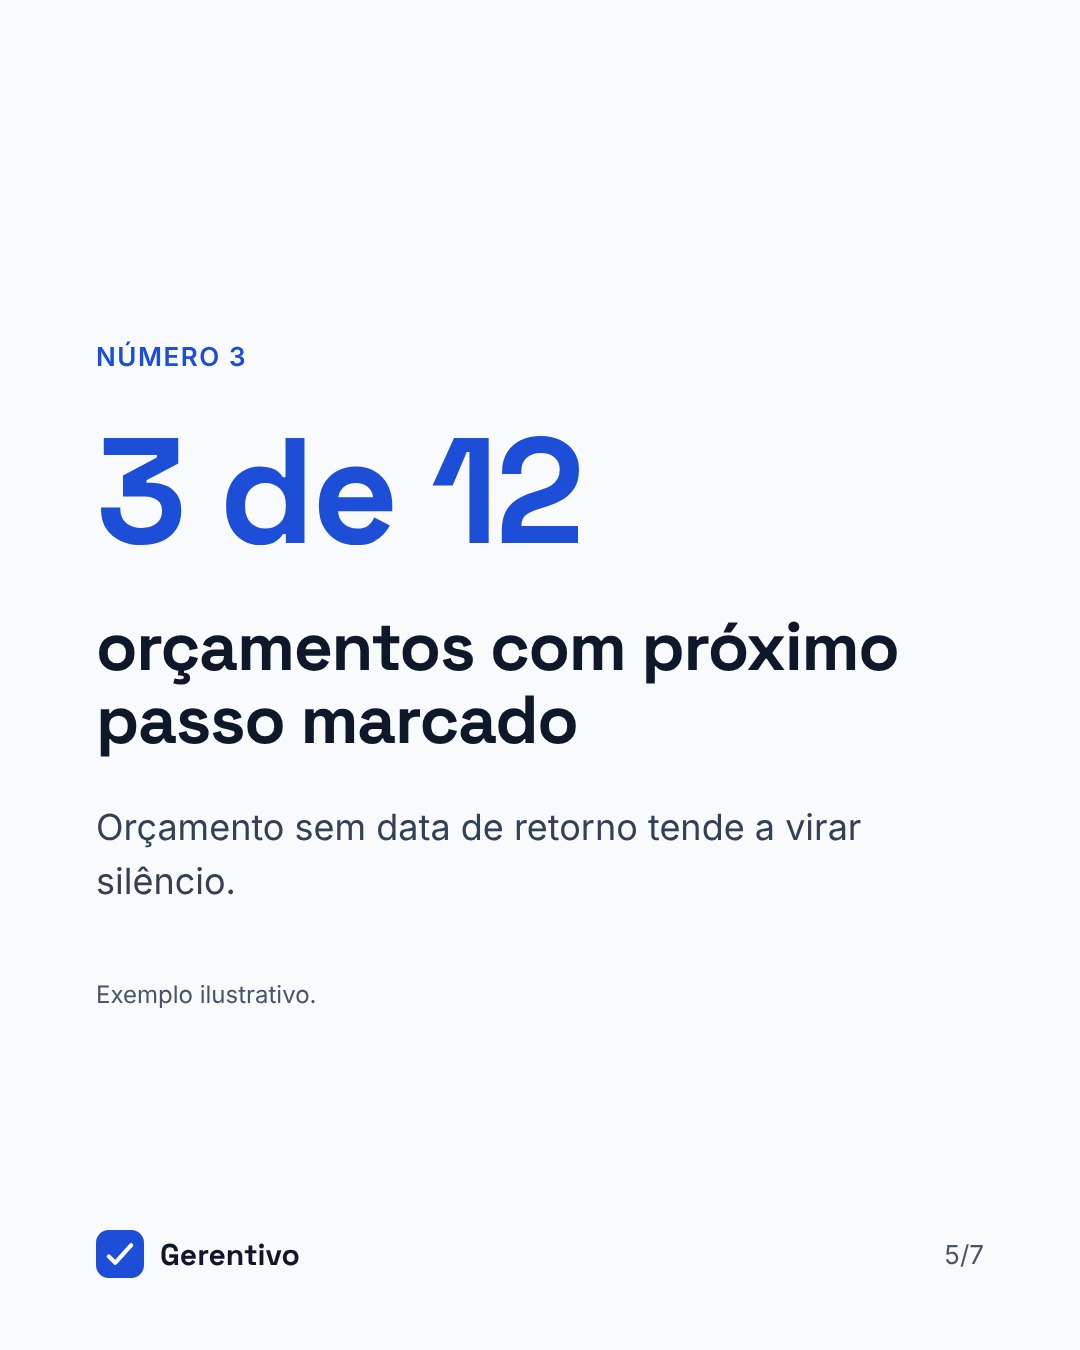 NÚMERO 3
3 de 12
orçamentos com próximo
passo marcado
Orçamento sem data de retorno tende a virar
silêncio.
Exemplo ilustrativo.
Gerentivo
5/7